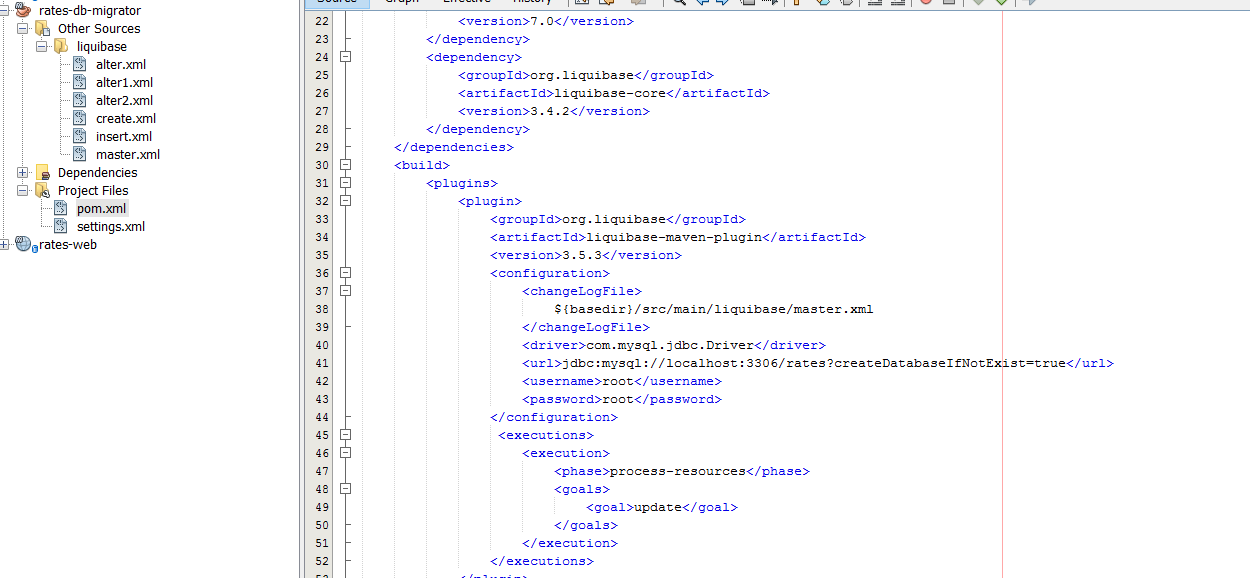 Source Graph Effective History
rates-db-migrator
Other Sources
liquibase
alter.xml
alter1.xml
alter2.xml
create.xml
insert.xml
master.xml
Dependencies
Project Files
pom.xml
settings.xml
rates-web
22 <version>7.0</version>
23 </dependency>
24 <dependency>
25 <groupId>org.liquibase</groupId>
26 <artifactId>liquibase-core</artifactId>
27 <version>3.4.2</version>
28 </dependency>
29 </dependencies>
30 <build>
31 <plugins>
32 <plugin>
33 <groupId>org.liquibase</groupId>
34 <artifactId>liquibase-maven-plugin</artifactId>
35 <version>3.5.3</version>
36 <configuration>
37 <changeLogFile>
38 ${basedir}/src/main/liquibase/master.xml
39 </changeLogFile>
40 <driver>com.mysql.jdbc.Driver</driver>
41 <url>jdbc:mysql://localhost:3306/rates?createDatabaseIfNotExist=true</url>
42 <username>root</username>
43 <password>root</password>
44 </configuration>
45 <executions>
46 <execution>
47 <phase>process-resources</phase>
48 <goals>
49 <goal>update</goal>
50 </goals>
51 </execution>
52 </executions>
53 </plugin>